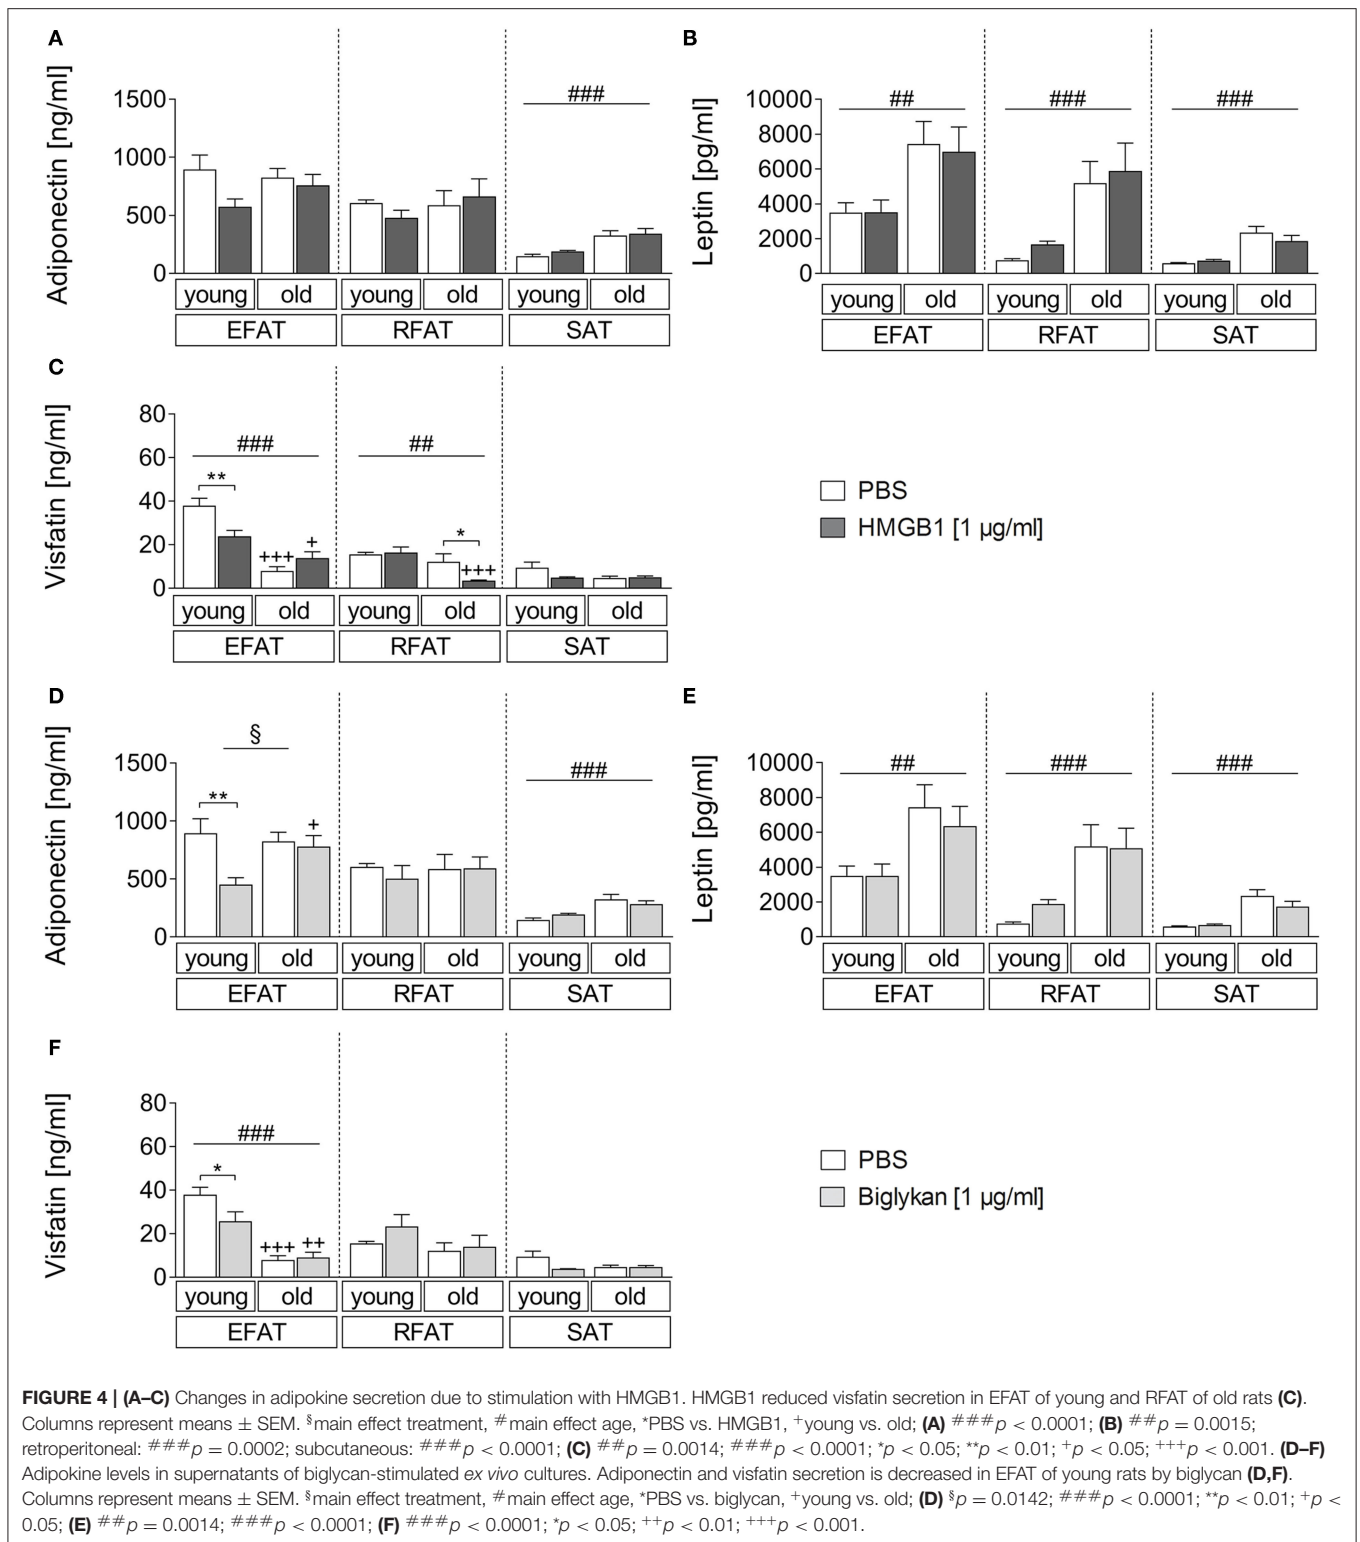 A
Adiponectin [ng/ml]
1500
1000
500
0
###
young old young old young old
EFAT RFAT SAT
B
Leptin [pg/ml]
10000
8000
6000
4000
2000
0
## ### ###
young old young old young old
EFAT RFAT SAT
C
Visfatin [ng/ml]
80
60
40
20
0
### ##
** +++ + * +++
young old young old young old
EFAT RFAT SAT
PBS
HMGB1 [1 µg/ml]
D
Adiponectin [ng/ml]
1500
1000
500
0
§
** + ###
young old young old young old
EFAT RFAT SAT
E
Leptin [pg/ml]
10000
8000
6000
4000
2000
0
## ### ###
young old young old young old
EFAT RFAT SAT
F
Visfatin [ng/ml]
80
60
40
20
0
###
* +++ ++
young old young old young old
EFAT RFAT SAT
PBS
Biglykan [1 µg/ml]
FIGURE 4 | (A–C) Changes in adipokine secretion due to stimulation with HMGB1. HMGB1 reduced visfatin secretion in EFAT of young and RFAT of old rats (C).
Columns represent means ± SEM. §main effect treatment, #main effect age, *PBS vs. HMGB1, +young vs. old; (A) ###p < 0.0001; (B) ##p = 0.0015;
retroperitoneal: ###p = 0.0002; subcutaneous: ###p < 0.0001; (C) ##p = 0.0014; ###p < 0.0001; *p < 0.05; **p < 0.01; +p < 0.05; +++p < 0.001. (D–F)
Adipokine levels in supernatants of biglycan-stimulated ex vivo cultures. Adiponectin and visfatin secretion is decreased in EFAT of young rats by biglycan (D,F).
Columns represent means ± SEM. §main effect treatment, #main effect age, *PBS vs. biglycan, +young vs. old; (D) §p = 0.0142; ###p < 0.0001; **p < 0.01; +p <
0.05; (E) ##p = 0.0014; ###p < 0.0001; (F) ###p < 0.0001; *p < 0.05; ++p < 0.01; +++p < 0.001.